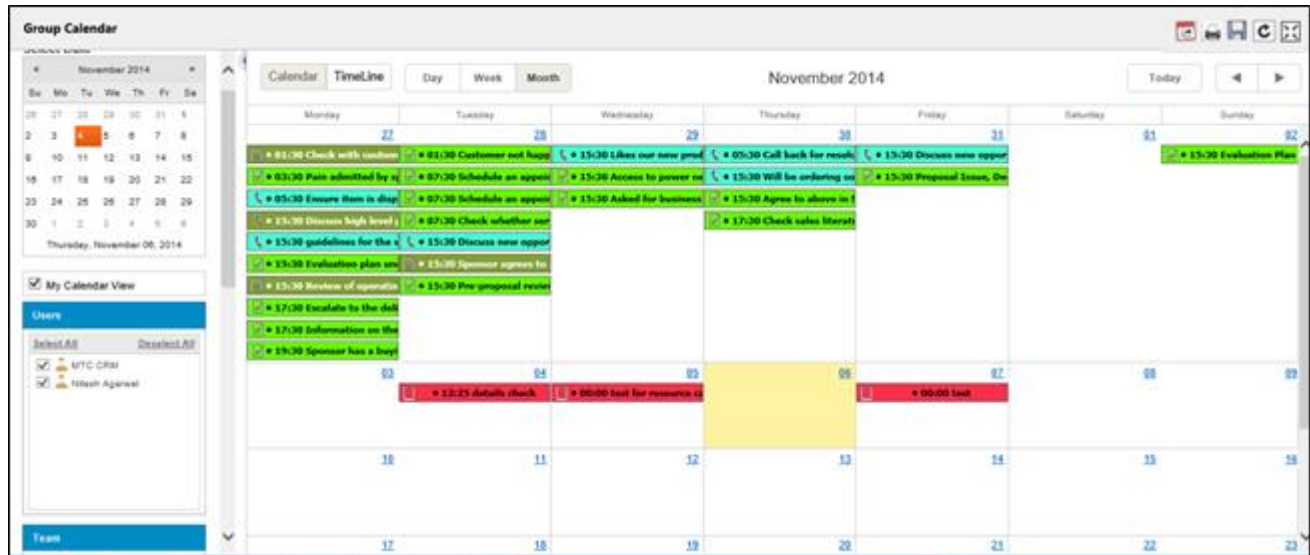 Group Calendar
November 2014
Su Mo Tu We Th Fr Sa
26 27 28 29 30 31 1
2 3 4 5 6 7 8
9 10 11 12 13 14 15
16 17 18 19 20 21 22
23 24 25 26 27 28 29
30 1 2 3 4 5 6
Thursday, November 06, 2014
My Calendar View
Users
Select All Deselect All
MTC CRM
Nitesh Agarwal
Team
Calendar TimeLine Day Week Month November 2014 Today
Monday Tuesday Wednesday Thursday Friday Saturday Sunday
27 28 29 30 31 01 02
01:30 Check with custom 01:30 Customer not happ 15:30 Likes our new prod 05:30 Call back for resol 15:30 Discuss new oppor 15:30 Evaluation Plan
03:30 Pain admitted by s 07:30 Schedule an appoi 15:30 Access to power 15:30 Will be ordering 15:30 Proposal Issue,
05:30 Ensure item is disp 07:30 Schedule an appoi 15:30 Asked for business 15:30 Agree to above in
15:30 Discuss high level 07:30 Check whether 17:30 Check sales literat
15:30 guidelines for the 15:30 Discuss new oppor
15:30 Evaluation plan 15:30 Sponsor agrees to
15:30 Review of operatin 15:30 Pre-proposal review
17:30 Escalate to the deli
17:30 Information on the
19:30 Sponsor has a buyi
03 04 05 06 07 08 09
12:25 details check 00:00 test for resource ca 00:00 test
10 11 12 13 14 15 16
17 18 19 20 21 22 23